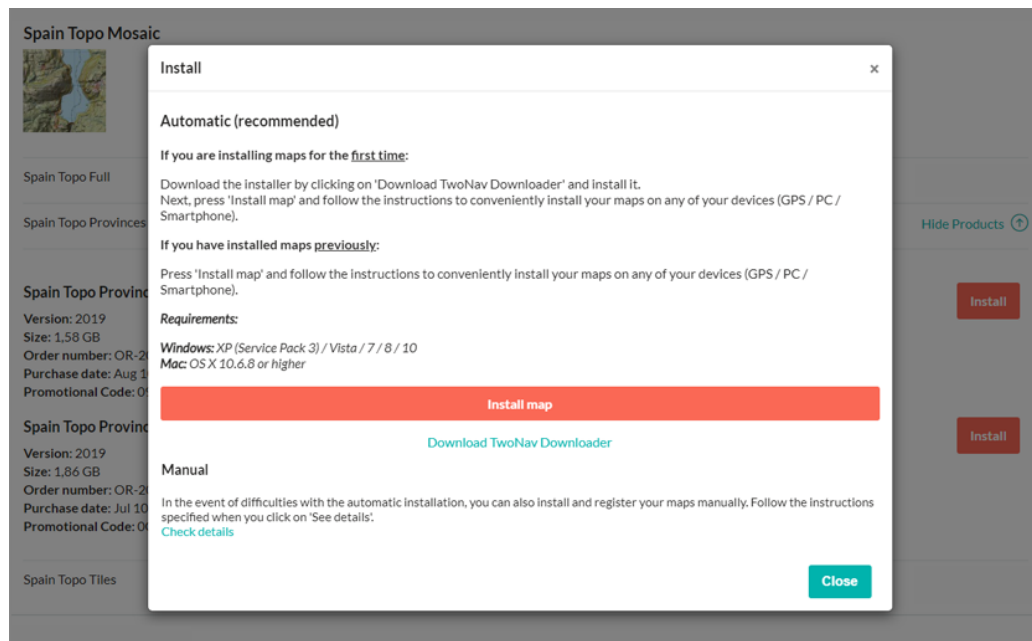 Spain Topo Mosaic
Install
×
Automatic (recommended)
If you are installing maps for the first time:
Download the installer by clicking on 'Download TwoNav Downloader' and install it.
Next, press 'Install map' and follow the instructions to conveniently install your maps on any of your devices (GPS / PC /
Smartphone).
If you have installed maps previously:
Press 'Install map' and follow the instructions to conveniently install your maps on any of your devices (GPS / PC /
Smartphone).
Requirements:
Windows: XP (Service Pack 3) / Vista / 7 / 8 / 10
Mac: OS X 10.6.8 or higher
Install map
Download TwoNav Downloader
Manual
In the event of difficulties with the automatic installation, you can also install and register your maps manually. Follow the instructions
specified when you click on 'See details'.
Check details
Close
Spain Topo Full
Spain Topo Provinces
Hide Products
Spain Topo Provinc
Install
Version: 2019
Size: 1,58 GB
Order number: OR-2
Purchase date: Aug 1
Promotional Code:
Spain Topo Provinc
Install
Version: 2019
Size: 1,86 GB
Order number: OR-2
Purchase date: Jul 10
Promotional Code:
Spain Topo Tiles